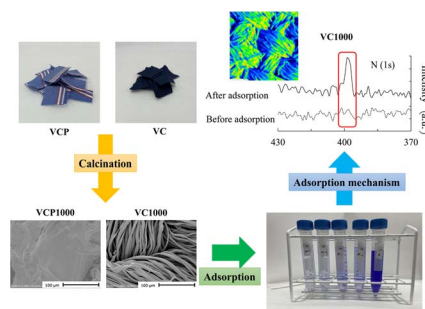 VC1000
N (1s)
After adsorption
Before adsorption
430
400
370
VCP
VC
Calcination
Adsorption mechanism
VCP1000
VC1000
100 μm
100 μm
Adsorption